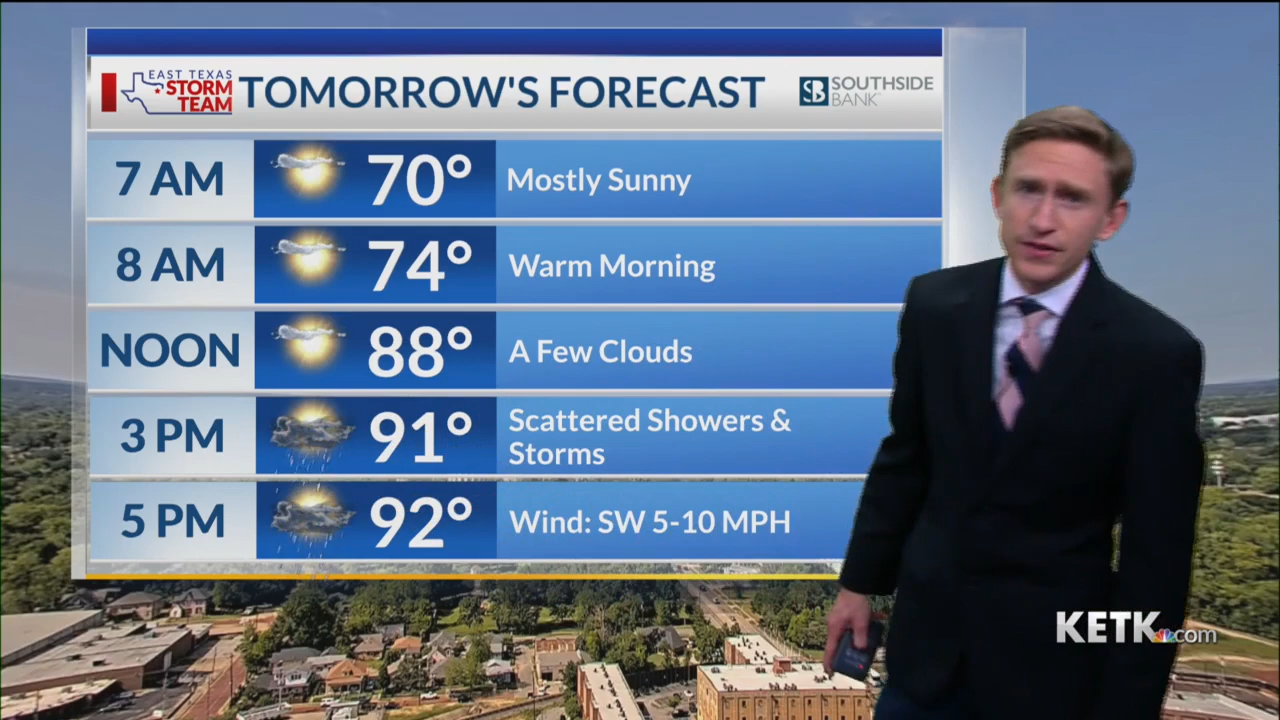 EAST TEXAS
STORM
TEAM
TOMORROW'S FORECAST
SB SOUTHSIDE
BANK
7 AM 70° Mostly Sunny
8 AM 74° Warm Morning
NOON 88° A Few Clouds
3 PM 91° Scattered Showers &
Storms
5 PM 92° Wind: SW 5-10 MPH
KETK.com